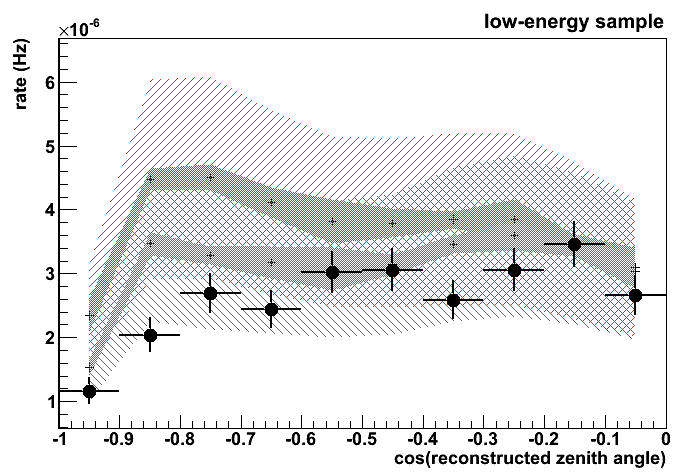 low-energy sample
×10-6
rate (Hz)
6
5
4
3
2
1
-1 -0.9 -0.8 -0.7 -0.6 -0.5 -0.4 -0.3 -0.2 -0.1 0
cos(reconstructed zenith angle)